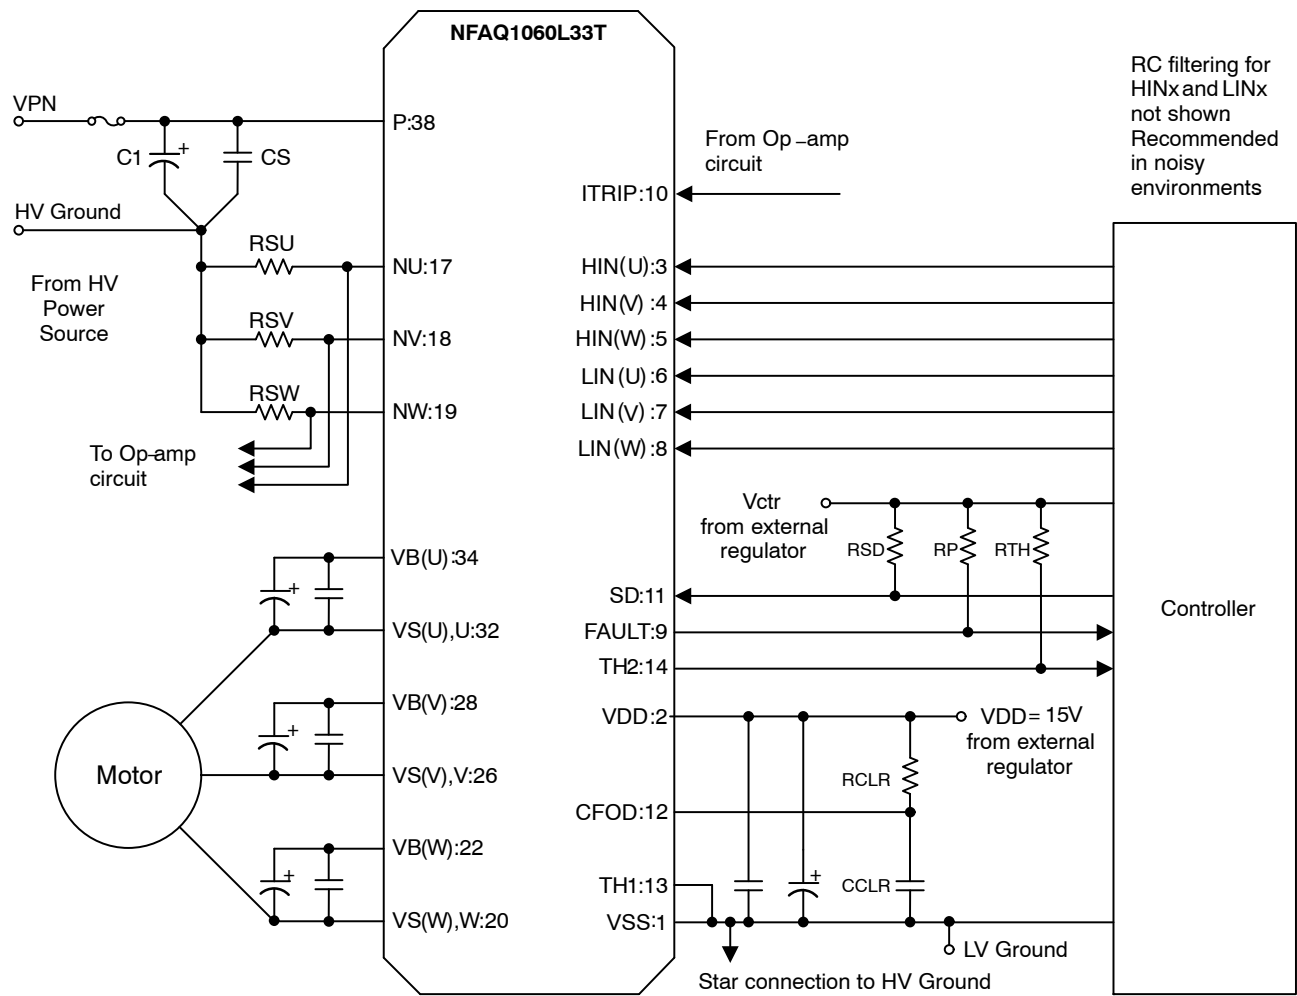 NFAQ1060L33T
RC filtering for
HINx and LINx
not shown
Recommended
in noisy
environments
VPN
P:38
C1
+
CS
From Op-amp
circuit
ITRIP:10
HV Ground
RSU
NU:17
HIN(U):3
From HV
Power
Source
HIN(V) :4
RSV
NV:18
HIN(W):5
LIN(U):6
RSW
NW:19
LIN(V):7
To Op-amp
circuit
LIN(W):8
Vctr
from external
regulator
RSD
RP
RTH
VB(U):34
+
SD:11
Controller
VS(U),U:32
FAULT:9
TH2:14
VB(V):28
+
VDD:2
VDD= 15V
from external
regulator
Motor
VS(V),V:26
RCLR
CFOD:12
VB(W):22
+
TH1:13
+
CCLR
VS(W),W:20
VSS:1
LV Ground
Star connection to HV Ground